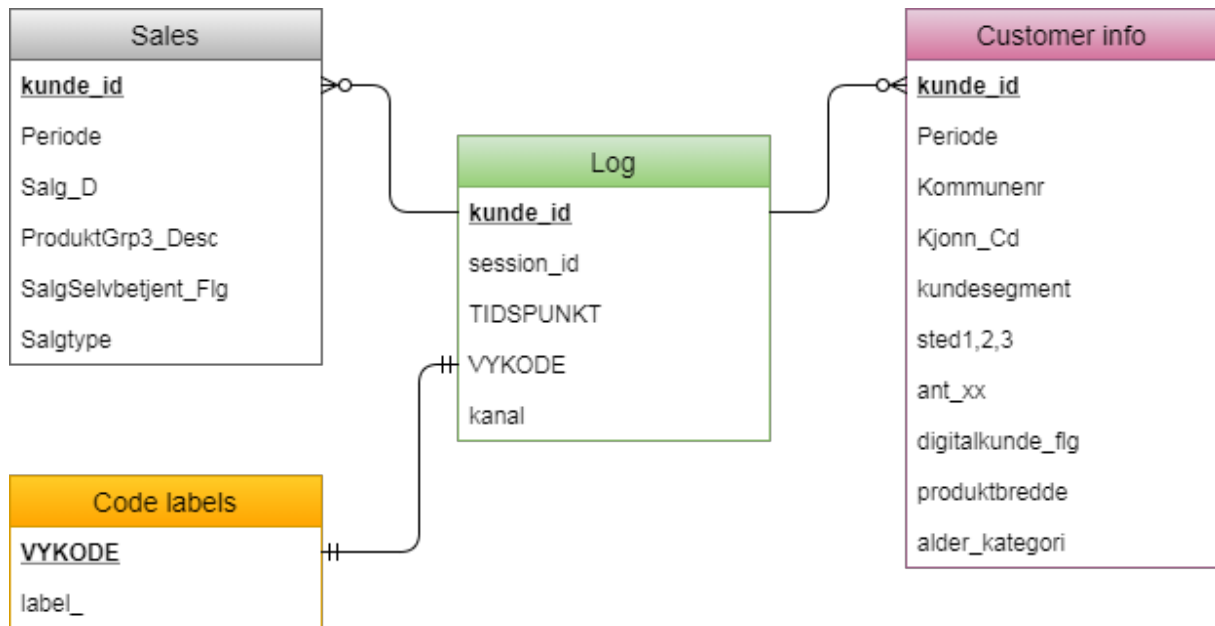 Sales
kunde_id
Periode
Salg_D
ProduktGrp3_Desc
SalgSelvbetjent_Flg
Salgtype
Log
kunde_id
session_id
TIDSPUNKT
VYKODE
kanal
Customer info
kunde_id
Periode
Kommunenr
Kjonn_Cd
kundesegment
sted1,2,3
ant_xx
digitalkunde_flg
produktbredde
alder_kategori
Code labels
VYKODE
label_